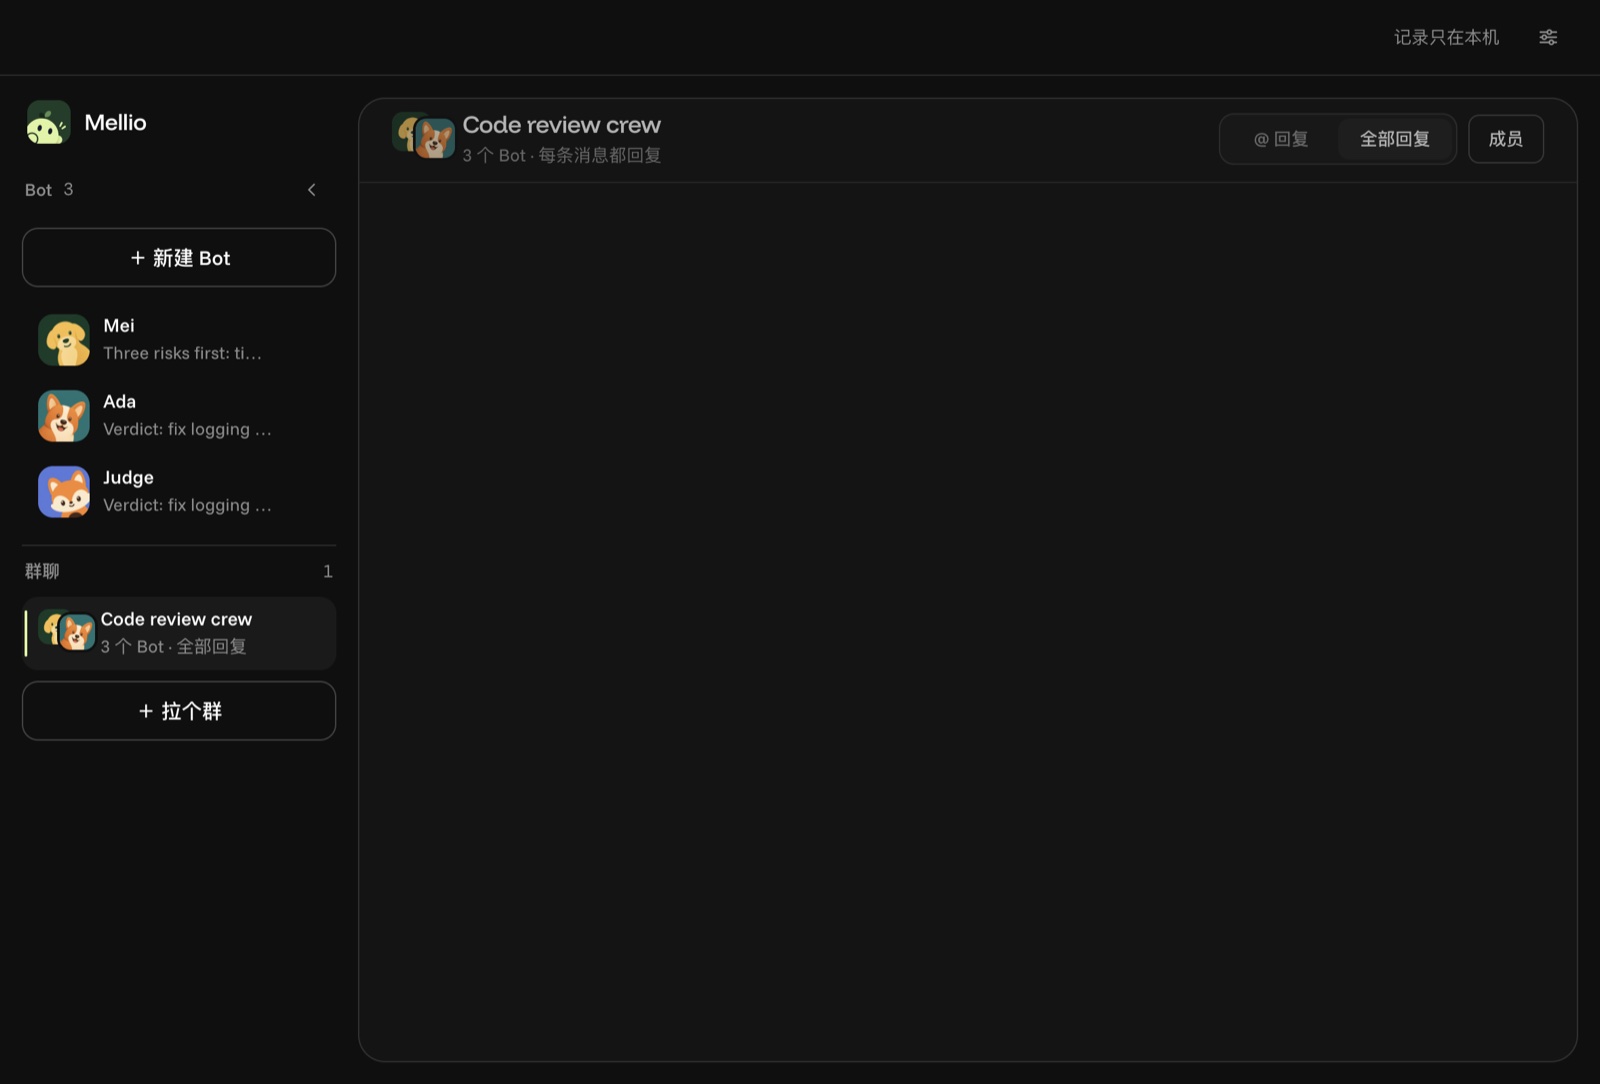 记录只在本机
Mellio
Bot 3
+ 新建 Bot
Mei
Three risks first: ti...
Ada
Verdict: fix logging ...
Judge
Verdict: fix logging ...
群聊 1
Code review crew
3 个 Bot · 全部回复
+ 拉个群
Code review crew
3 个 Bot · 每条消息都回复
@ 回复 全部回复 成员